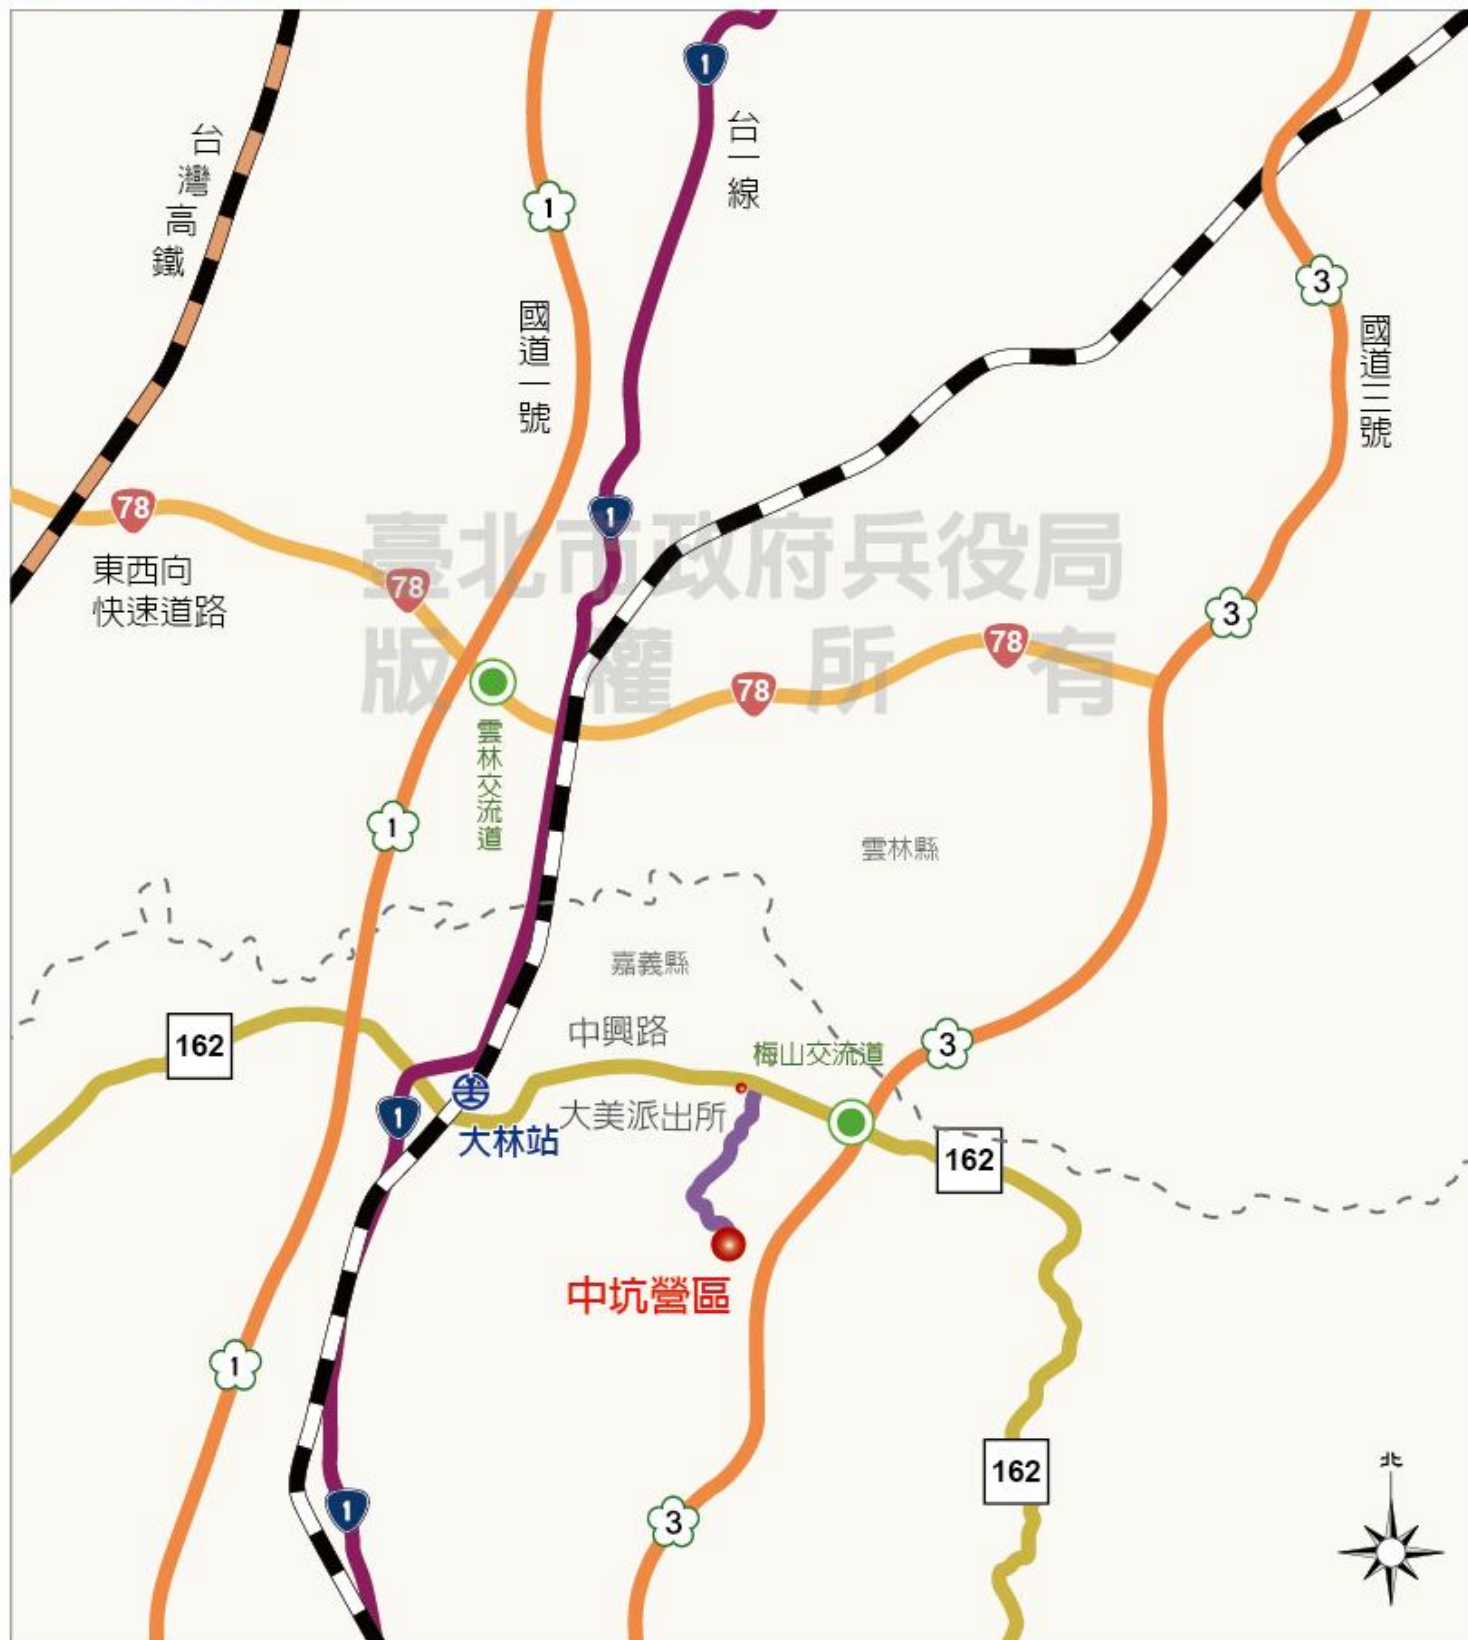 1
台一線
台灣高鐵
1
3
國道一號
國道三號
78
東西向
快速道路
1
臺北市政府兵役局
版權所有
78
3
78
78
雲林交流道
1
雲林縣
嘉義縣
162
中興路
梅山交流道
3
1
大美派出所
大林站
162
中坑營區
1
162
1
3
北